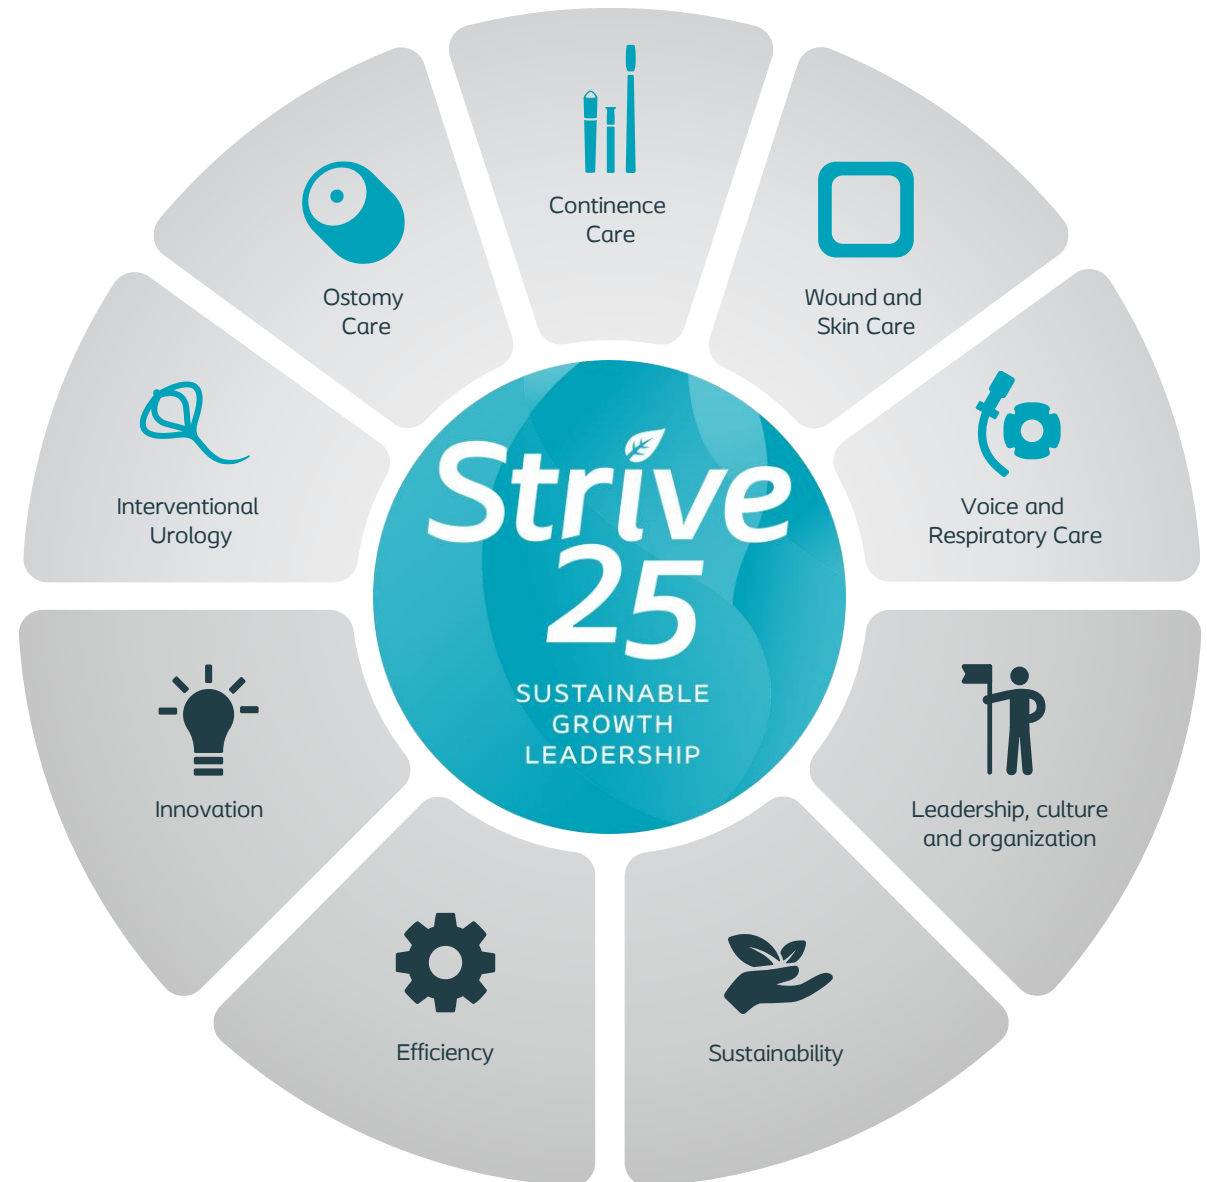 Continence
Care
Ostomy
Care
Wound and
Skin Care
Interventional
Urology
Voice and
Respiratory Care
Strive
25
SUSTAINABLE
GROWTH
LEADERSHIP
Innovation
Leadership, culture
and organization
Efficiency
Sustainability